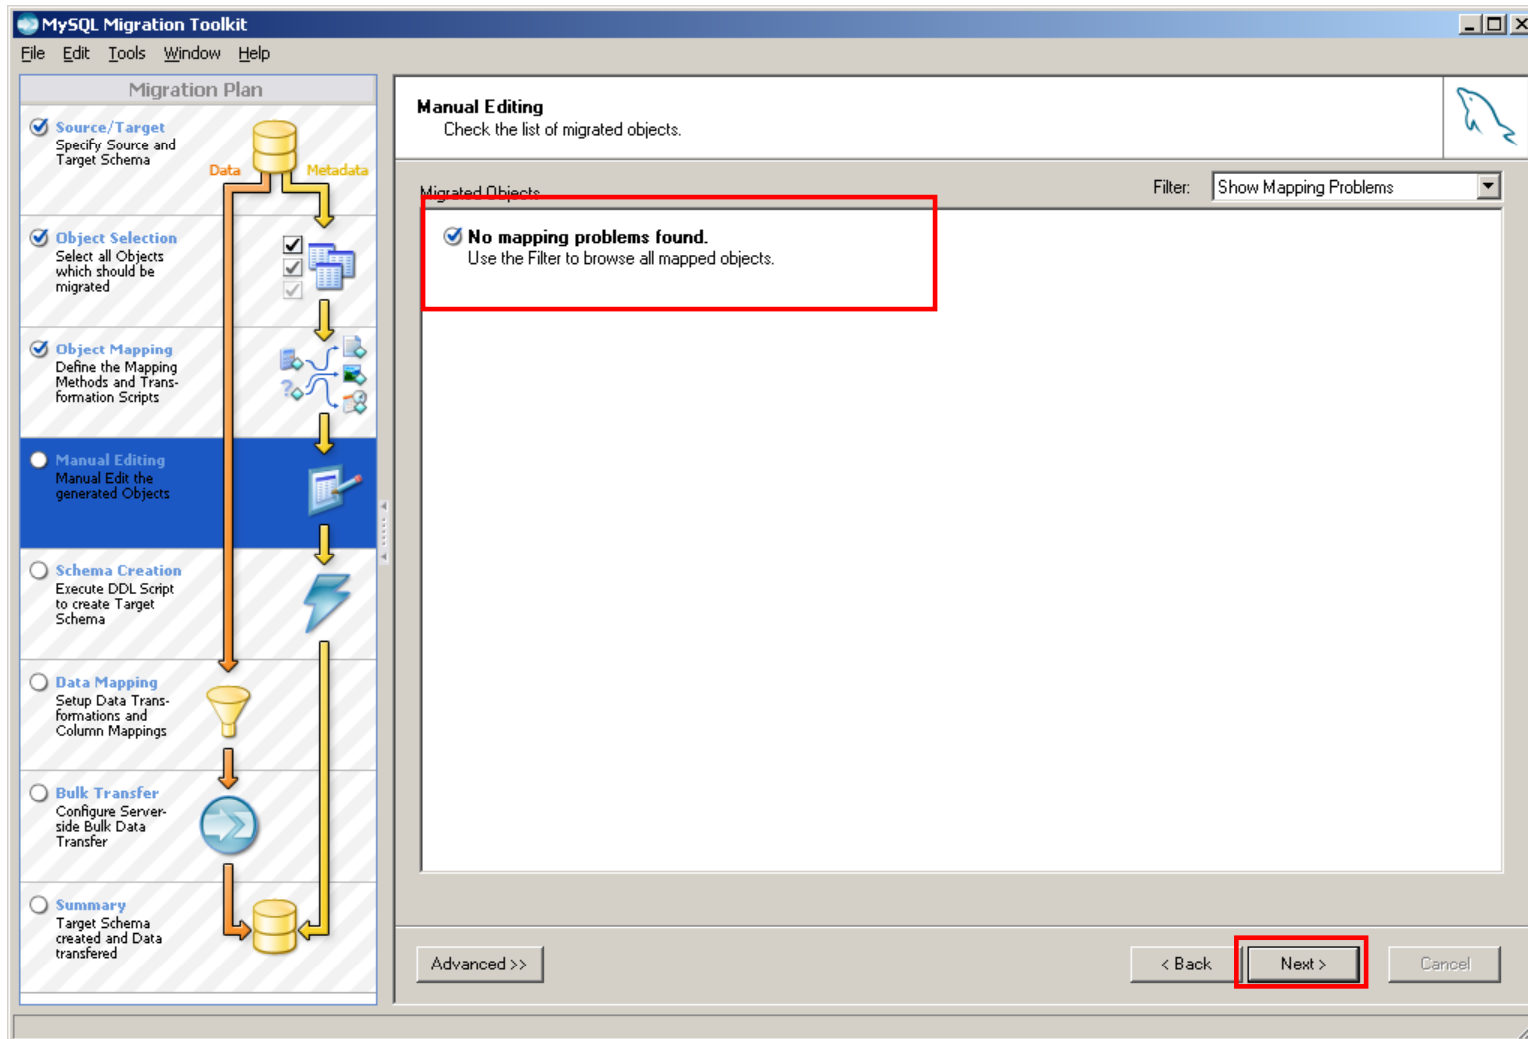 MySQL Migration Toolkit
File Edit Tools Window Help
Migration Plan
Source/Target
Specify Source and
Target Schema
Data
Metadata
Object Selection
Select all Objects
which should be
migrated
Object Mapping
Define the Mapping
Methods and Trans-
formation Scripts
Manual Editing
Manual Edit the
generated Objects
Schema Creation
Execute DDL Script
to create Target
Schema
Data Mapping
Setup Data Trans-
formations and
Column Mappings
Bulk Transfer
Configure Server-
side Bulk Data
Transfer
Summary
Target Schema
created and Data
transfered
Manual Editing
Check the list of migrated objects.
Migrated Objects
Filter: Show Mapping Problems
No mapping problems found.
Use the Filter to browse all mapped objects.
Advanced >>
< Back
Next >
Cancel